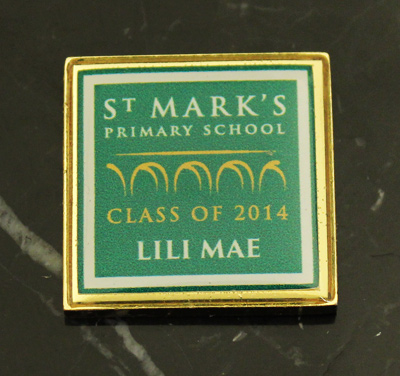 ST MARK'S
PRIMARY SCHOOL
CLASS OF 2014
LILI MAE